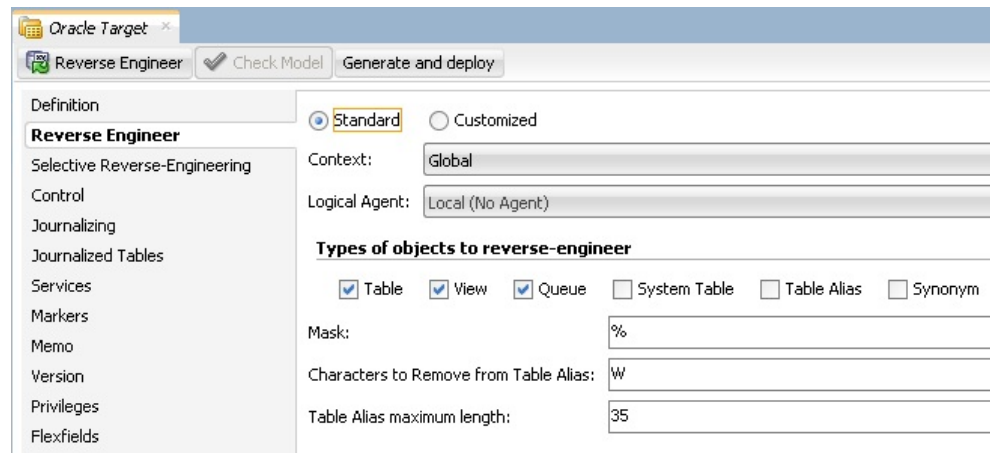 Oracle Target
Reverse Engineer Check Model Generate and deploy
Definition
Reverse Engineer
Selective Reverse-Engineering
Control
Journalizing
Journalized Tables
Services
Markers
Memo
Version
Privileges
Flexfields
Standard Customized
Context: Global
Logical Agent: Local (No Agent)
Types of objects to reverse-engineer
Table View Queue System Table Table Alias Synonym
Mask: %
Characters to Remove from Table Alias: W
Table Alias maximum length: 35